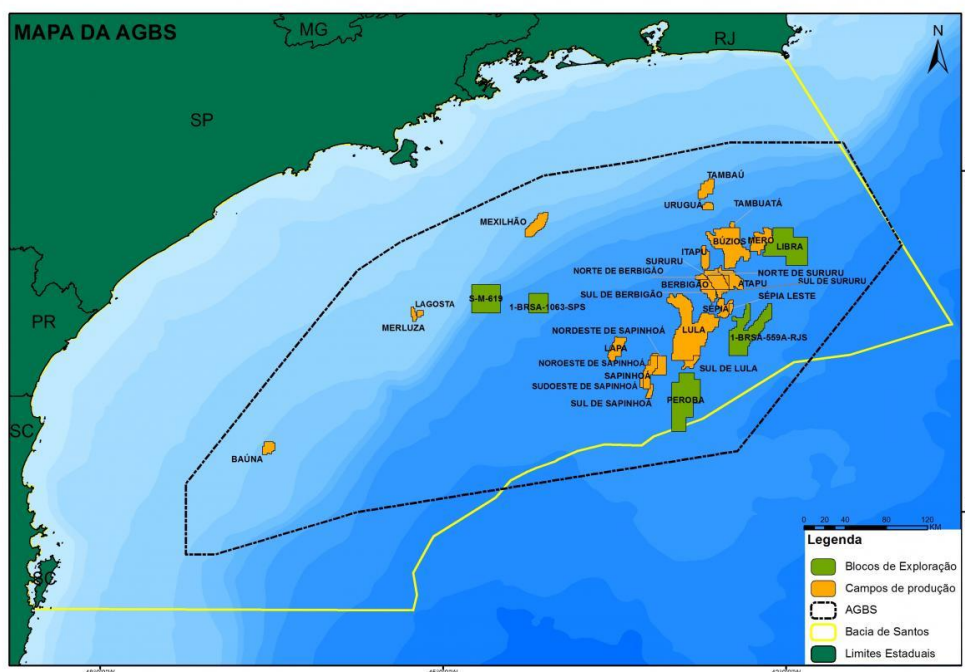 MAPA DA AGBS
MG
RJ
N
SP
TAMBAÚ
URUGUÁ
TAMBUATÁ
MEXILHÃO
BÚZIOS
MERO
LIBRA
ITAPU
SURURU
NORTE DE BERBIGÃO
NORTE DE SURURU
BERBIGÃO
ATAPU
SUL DE SURURU
S-M-619
SUL DE BERBIGÃO
SÉPIA LESTE
1-BRSA-1063-SPS
SÉPIA
LAGOSTA
PR
MERLUZA
NORDESTE DE SAPINHOÁ
LULA
1-BRSA-559A-RJS
LAPA
NOROESTE DE SAPINHOÁ
SUL DE LULA
SAPINHOÁ
SUDOESTE DE SAPINHOÁ
PEROBA
SUL DE SAPINHOÁ
SC
BAÚNA
0 20 40 80 120
KM
Legenda
Blocos de Exploração
Campos de produção
AGBS
SC
Bacia de Santos
Limites Estaduais